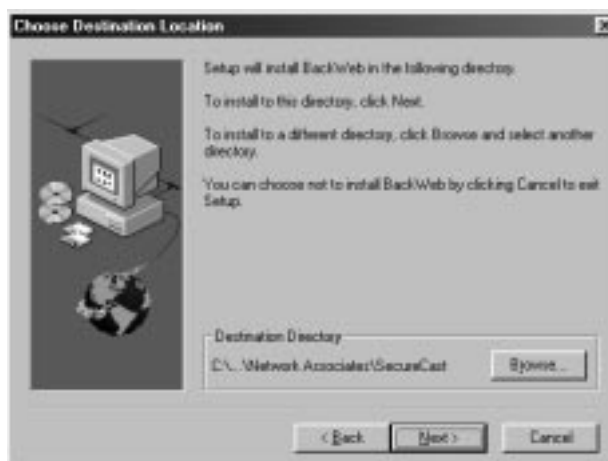 Choose Destination Location
Setup will install BackWeb in the following directory.
To install to this directory, click Next.
To install to a different directory, click Browse and select another
directory.
You can choose not to install BackWeb by clicking Cancel to exit
Setup.
Destination Directory
C:\...\Network Associates\SecureCast
Browse...
< Back
Next >
Cancel